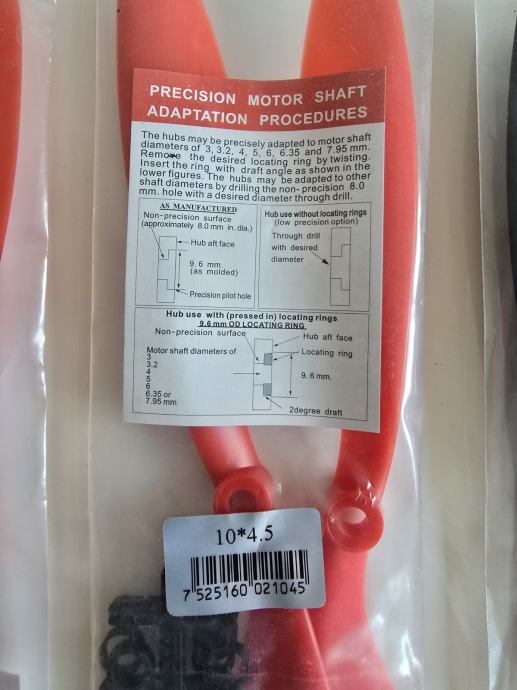 PRECISION MOTOR SHAFT
ADAPTATION PROCEDURES
The hubs may be precisely adapted to motor shaft
diameters of 3,3.2, 4, 5, 6, 6.35 and 7.95 mm.
Remove the desired locating ring by twisting.
Insert the ring with draft angle as shown in the
lower figures. The hubs may be adapted to other
shaft diameters by drilling the non- precision 8.0
mm. hole with a desired diameter through drill.
AS MANUFACTURED
Non-precision surface
(approximately 8.0mm in. dia.)
Hub aft face
9.6 mm.
(as molded)
Precision pilot hole
Hub use without locating rings
(low precision option)
Through drill
with desired
diameter
Hub use with (pressed in) locating rings
9.6mm OD LOCATING RING
Non-precision surface
Hub aft face
Motor shaft diameters of
3
3.2
4
5
6
6.35 or
7.95 mm
Locating ring
9.6mm.
2degree draft
10*4.5
7 525160 021045